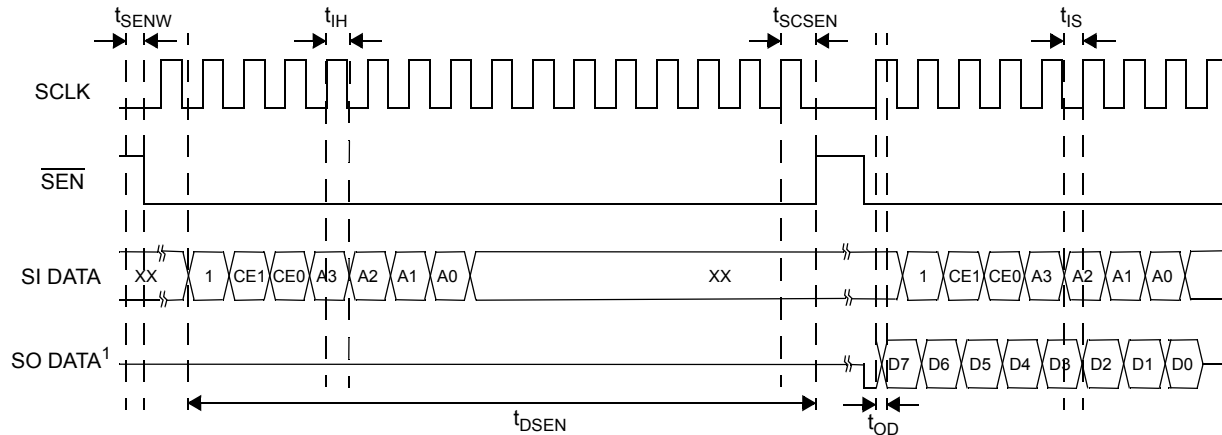 tSENW tIH tSCSEN tIS
SCLK
SEN
SI DATA XX 1 CE1 CE0 A3 A2 A1 A0 XX 1 CE1 CE0 A3 A2 A1 A0
SO DATA1 D7 D6 D5 D4 D3 D2 D1 D0
tDSEN tOD